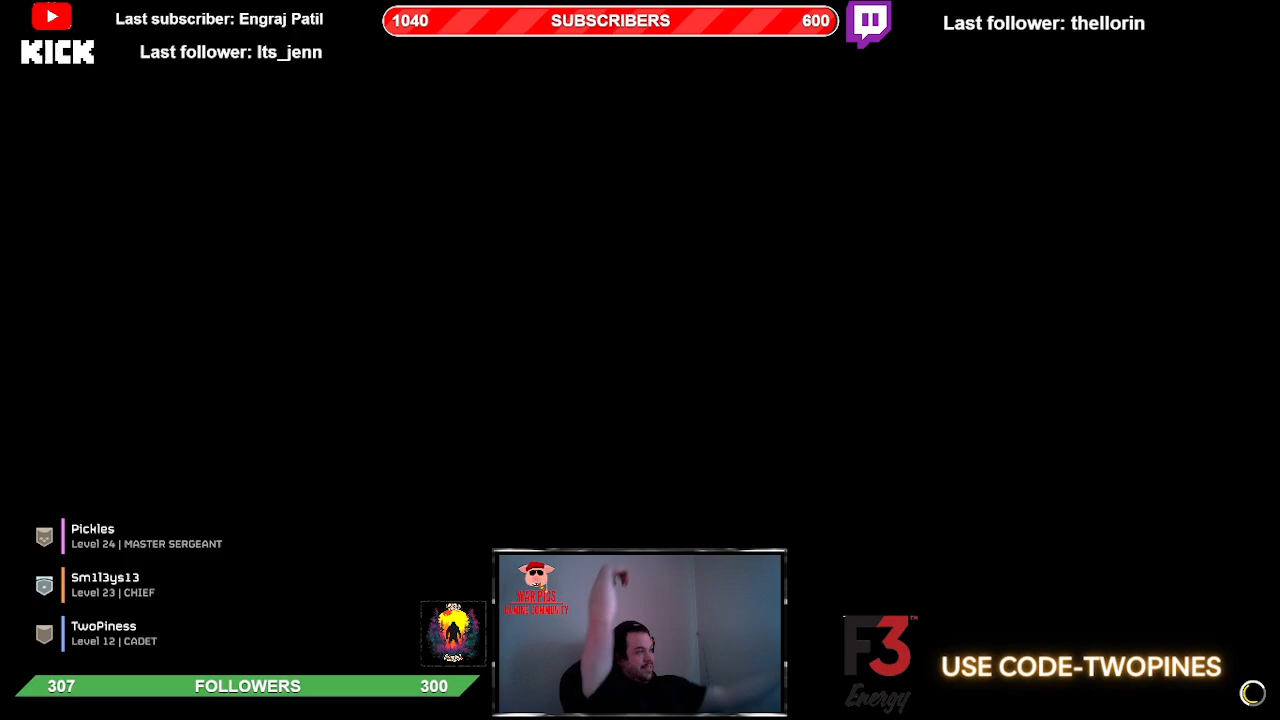 Last subscriber: Engraj Patil
1040 SUBSCRIBERS 600
Last follower: thellorin
KICK
Last follower: Its_jenn
Pickles
Level 24 | MASTER SERGEANT
Sm1l3ys13
Level 23 | CHIEF
TwoPiness
Level 12 | CADET
307 FOLLOWERS 300
WAR PIGS
GAMING COMMUNITY
F3™
Energy
USE CODE-TWOPINES